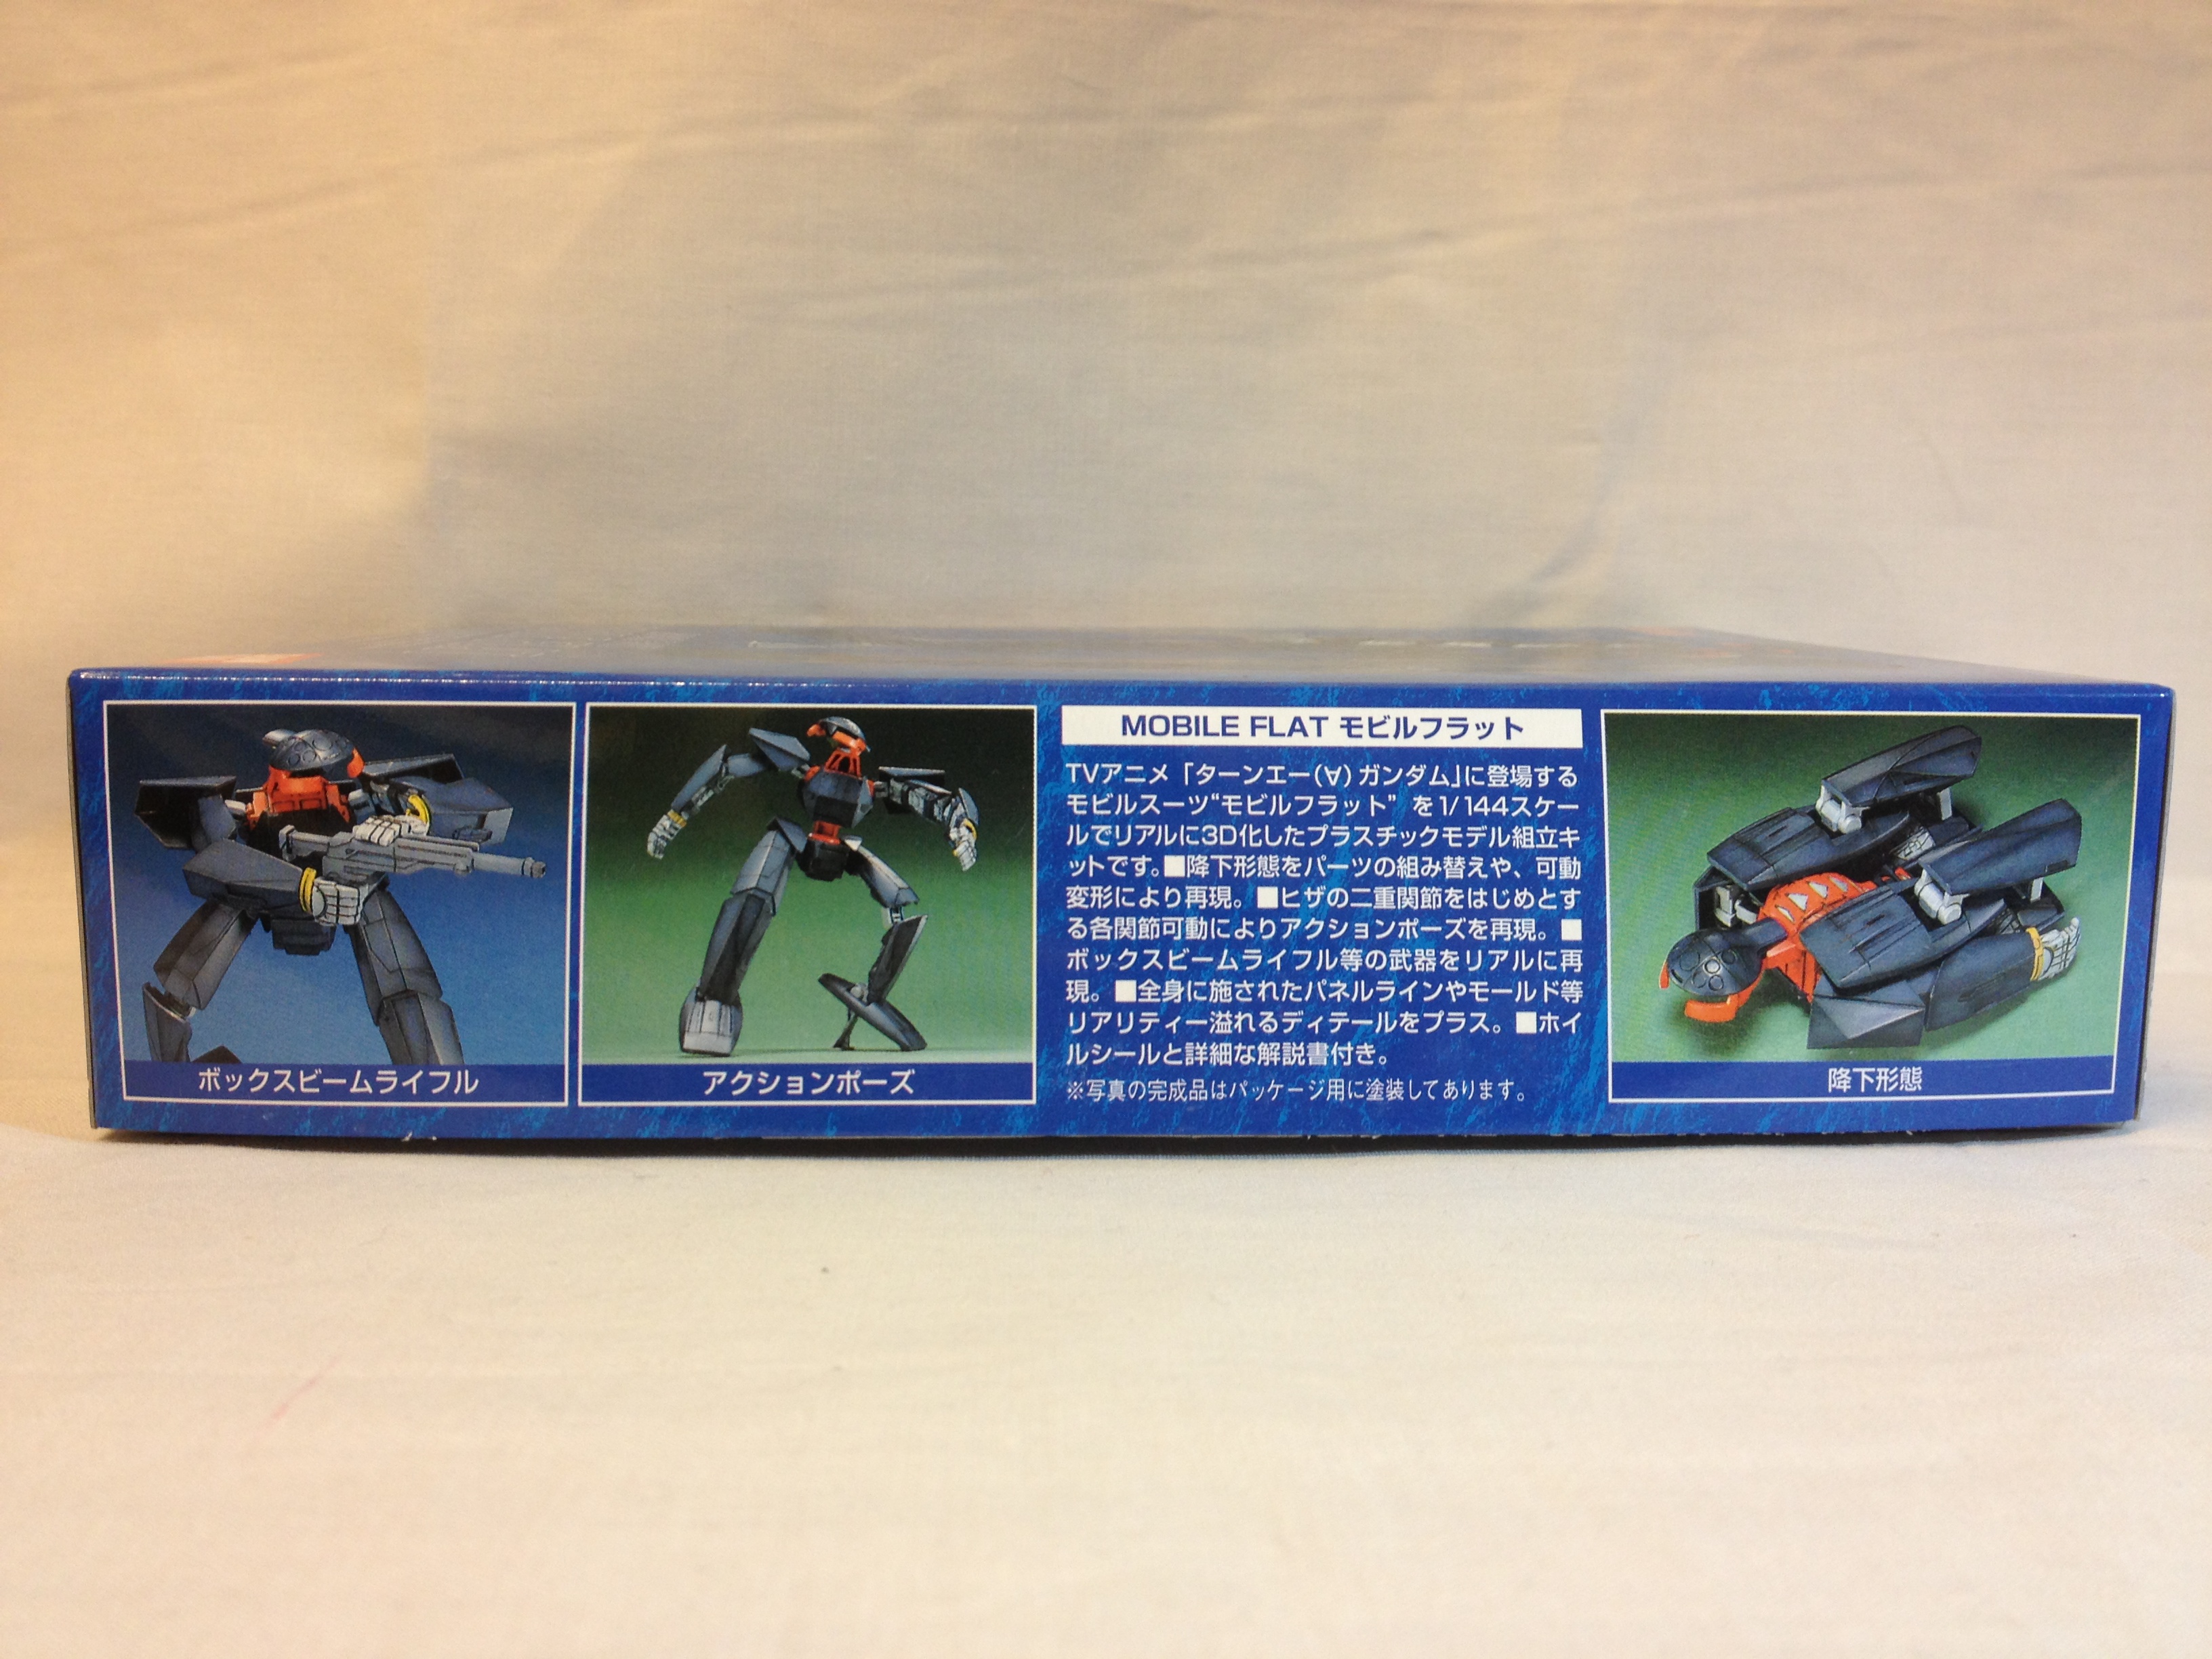 ボックスビームライフル
アクションポーズ
MOBILE FLAT モビルフラット
TVアニメ「ターンエー(∀)ガンダム」に登場する
モビルスーツ“モビルフラット”を1/144スケー
ルでリアルに3D化したプラスチックモデル組立キ
ットです。■降下形態をパーツの組み替えや、可動
変形により再現。■ヒザの二重関節をはじめとす
る各関節可動によりアクションポーズを再現。■
ボックスビームライフル等の武器をリアルに再
現。■全身に施されたパネルラインやモールド等
リアリティー溢れるディテールをプラス。■ホイ
ルシールと詳細な解説書付き。
※写真の完成品はパッケージ用に塗装してあります。
降下形態